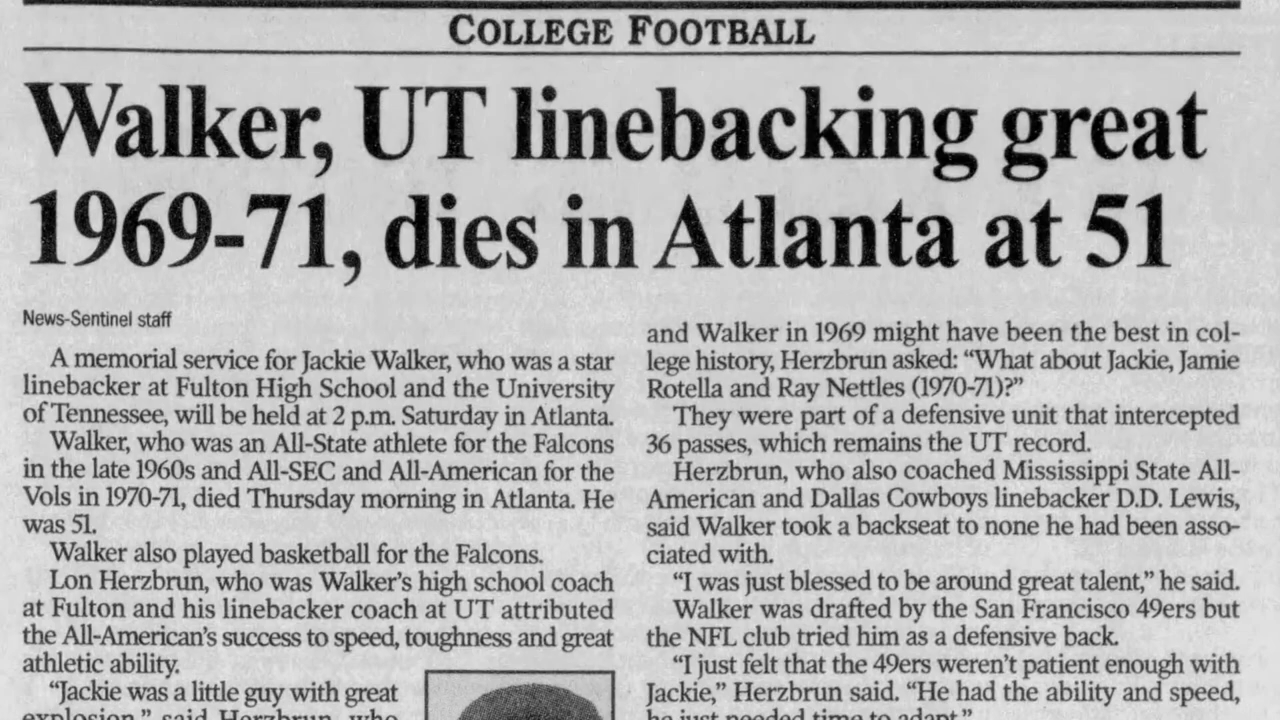 COLLEGE FOOTBALL
Walker, UT linebacking great
1969-71, dies in Atlanta at 51
News-Sentinel staff
A memorial service for Jackie Walker, who was a star
linebacker at Fulton High School and the University
of Tennessee, will be held at 2 p.m. Saturday in Atlanta.
Walker, who was an All-State athlete for the Falcons
in the late 1960s and All-SEC and All-American for the
Vols in 1970-71, died Thursday morning in Atlanta. He
was 51.
Walker also played basketball for the Falcons.
Lon Herzbrun, who was Walker's high school coach
at Fulton and his linebacker coach at UT attributed
the All-American's success to speed, toughness and great
athletic ability.
"Jackie was a little guy with great
explosion," said Herzbrun, who
and Walker in 1969 might have been the best in col-
lege history, Herzbrun asked: "What about Jackie, Jamie
Rotella and Ray Nettles (1970-71)?"
They were part of a defensive unit that intercepted
36 passes, which remains the UT record.
Herzbrun, who also coached Mississippi State All-
American and Dallas Cowboys linebacker D.D. Lewis,
said Walker took a backseat to none he had been asso-
ciated with.
"I was just blessed to be around great talent," he said.
Walker was drafted by the San Francisco 49ers but
the NFL club tried him as a defensive back.
"I just felt that the 49ers weren't patient enough with
Jackie," Herzbrun said. "He had the ability and speed,
he just needed time to adapt."